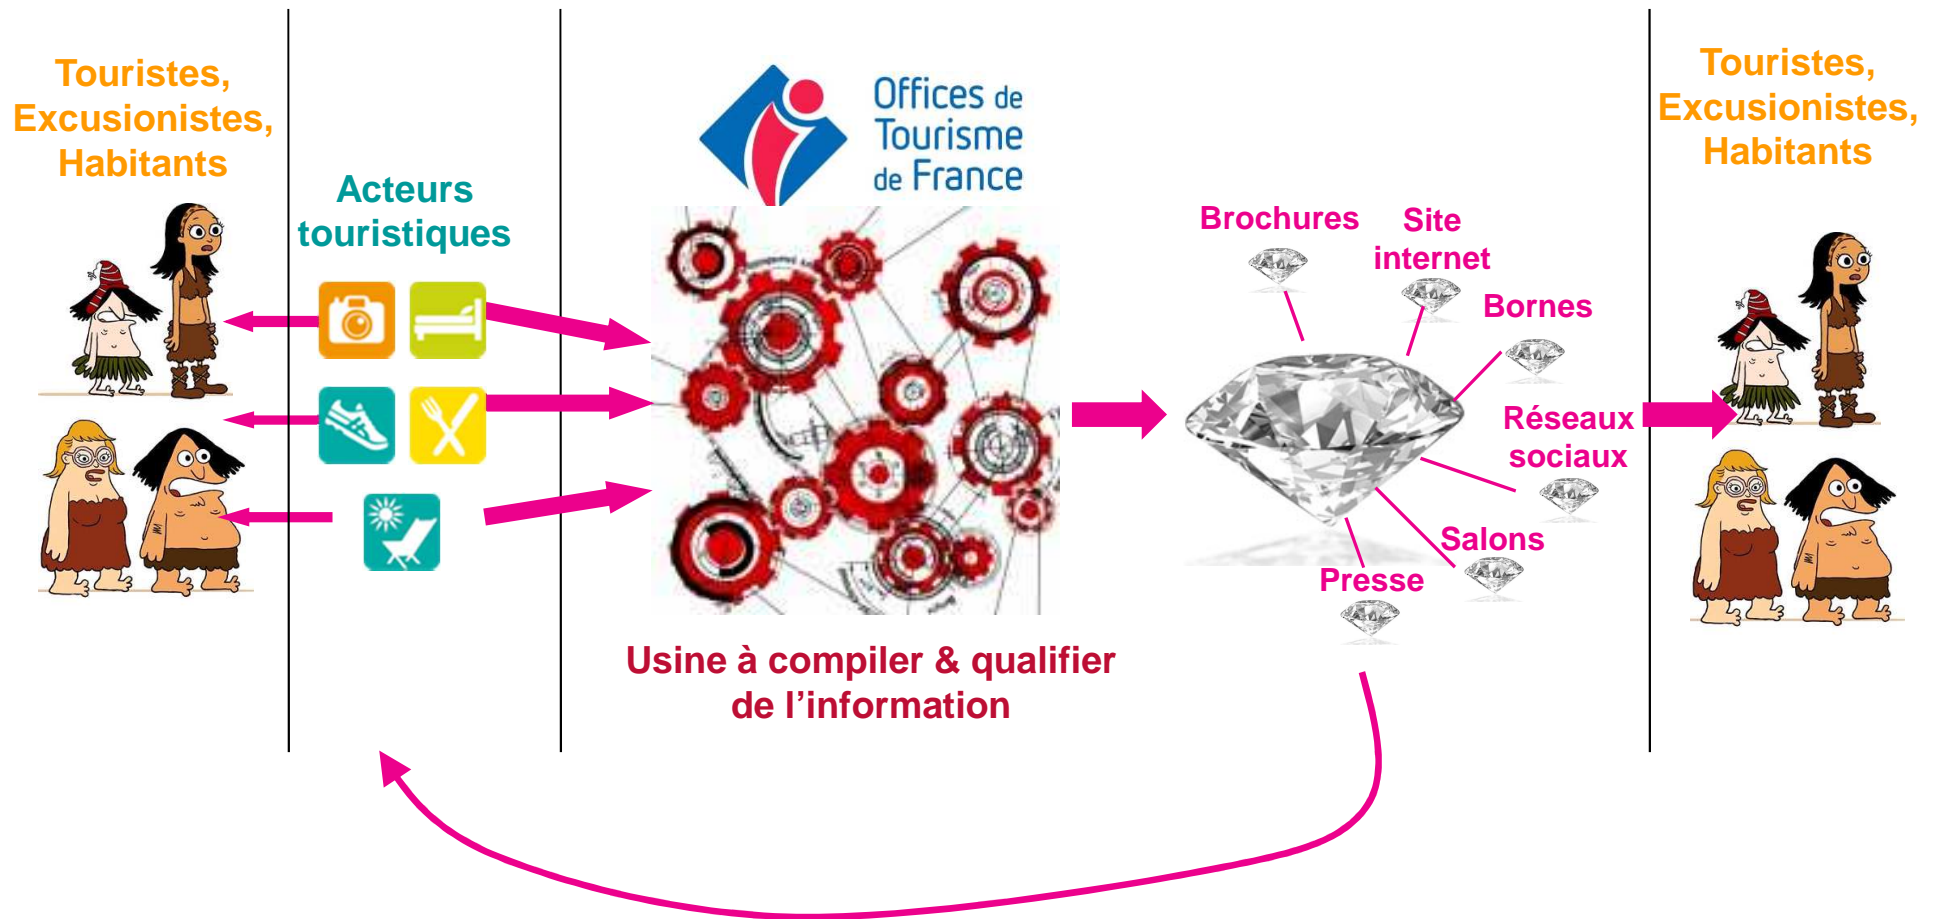 Touristes,
Excusionistes,
Habitants
Acteurs
touristiques
Offices de
Tourisme
de France
Usine à compiler & qualifier
de l’information
Brochures
Site
internet
Bornes
Réseaux
sociaux
Salons
Presse
Touristes,
Excusionistes,
Habitants